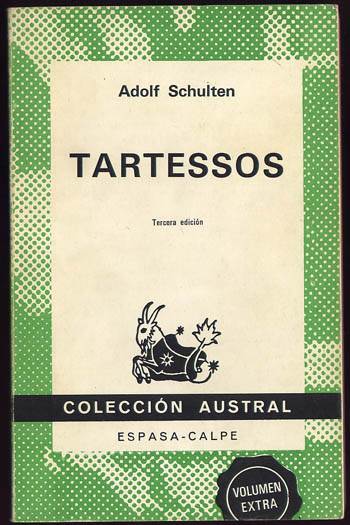 Adolf Schulten
TARTESSOS
Tercera edición
COLECCIÓN AUSTRAL
ESPASA-CALPE
VOLUMEN
EXTRA